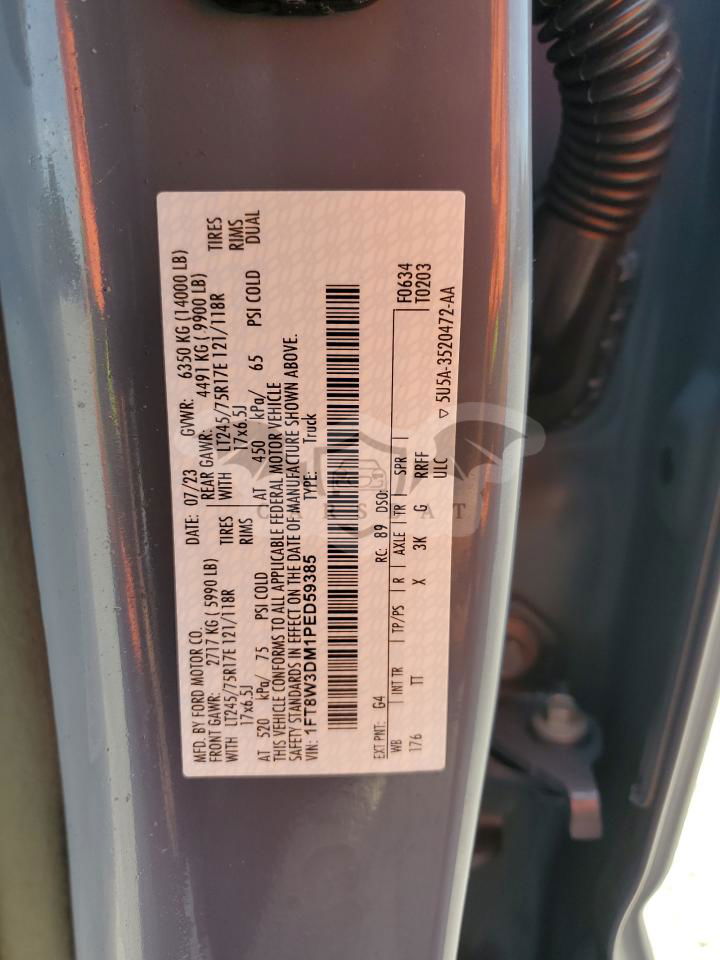 MFD. BY FORD MOTOR CO. DATE: 07/23 GVWR: 6350 KG (14000 LB)
FRONT GAWR: 2717 KG ( 5990 LB) REAR GAWR: 4491 KG ( 9900 LB)
WITH LT245/75R17E 121/118R TIRES WITH LT245/75R17E 121/118R TIRES
17x6.5J RIMS 17x6.5J RIMS
AT 520 kPa/ 75 PSI COLD AT 450 kPa/ 65 PSI COLD DUAL
THIS VEHICLE CONFORMS TO ALL APPLICABLE FEDERAL MOTOR VEHICLE
SAFETY STANDARDS IN EFFECT ON THE DATE OF MANUFACTURE SHOWN ABOVE.
VIN: 1FT8W3DM1PED59385 TYPE: Truck
EXT PNT: G4 RC: 89 DSO: F0634
WB INT TR TP/PS R AXLE TR SPR T0203
176 TT X 3K G RRFF
ULC ▽ 5U5A-3520472-AA